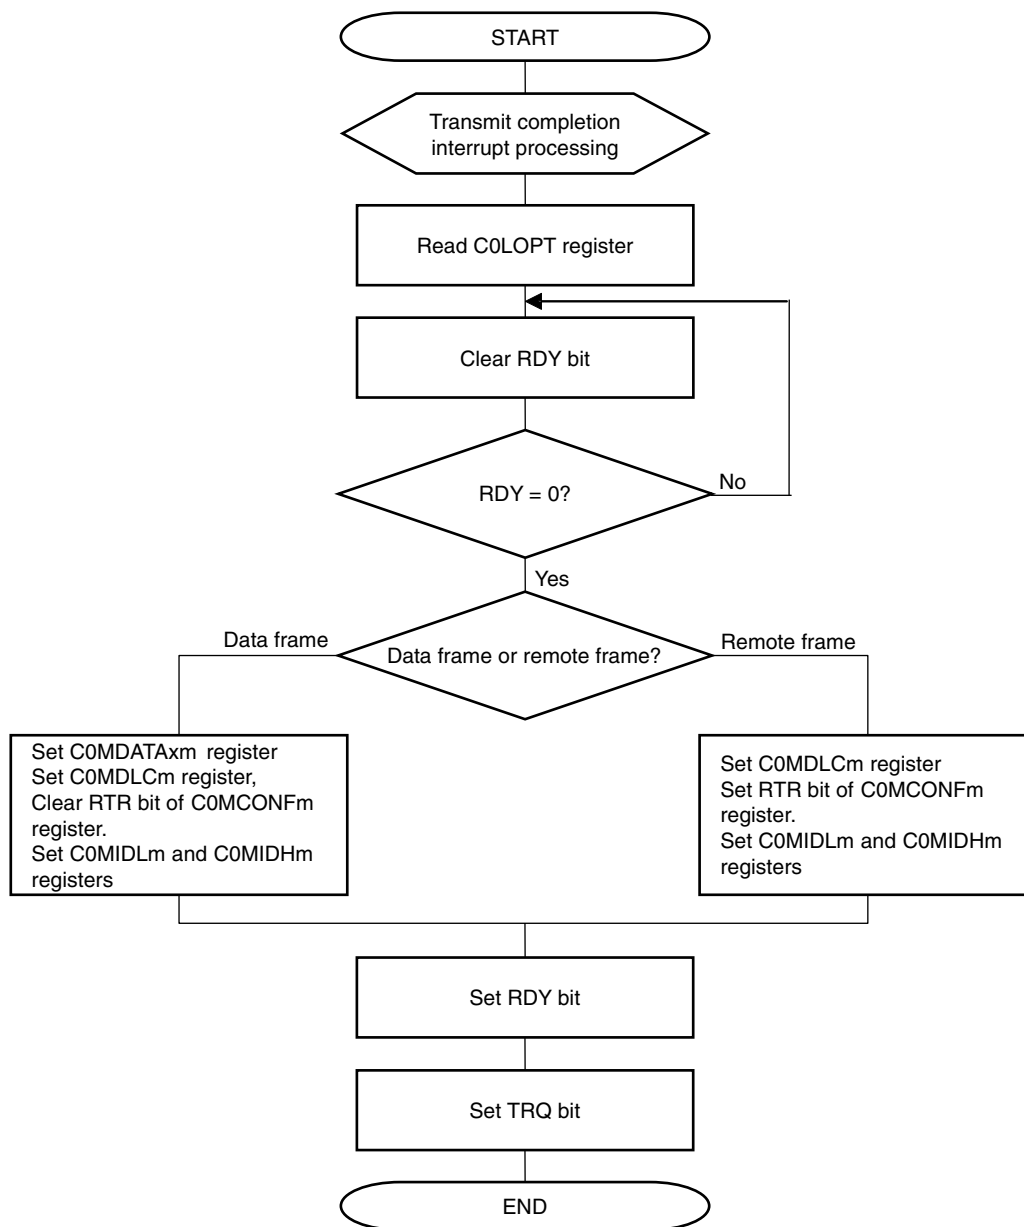 START
Transmit completion
interrupt processing
Read C0LOPT register
Clear RDY bit
RDY = 0?
No
Yes
Data frame or remote frame?
Data frame
Remote frame
Set C0MDATAxm register
Set C0MDLCm register,
Clear RTR bit of C0MCONFm
register.
Set C0MIDLm and C0MIDHm
registers
Set C0MDLCm register
Set RTR bit of C0MCONFm
register.
Set C0MIDLm and C0MIDHm
registers
Set RDY bit
Set TRQ bit
END